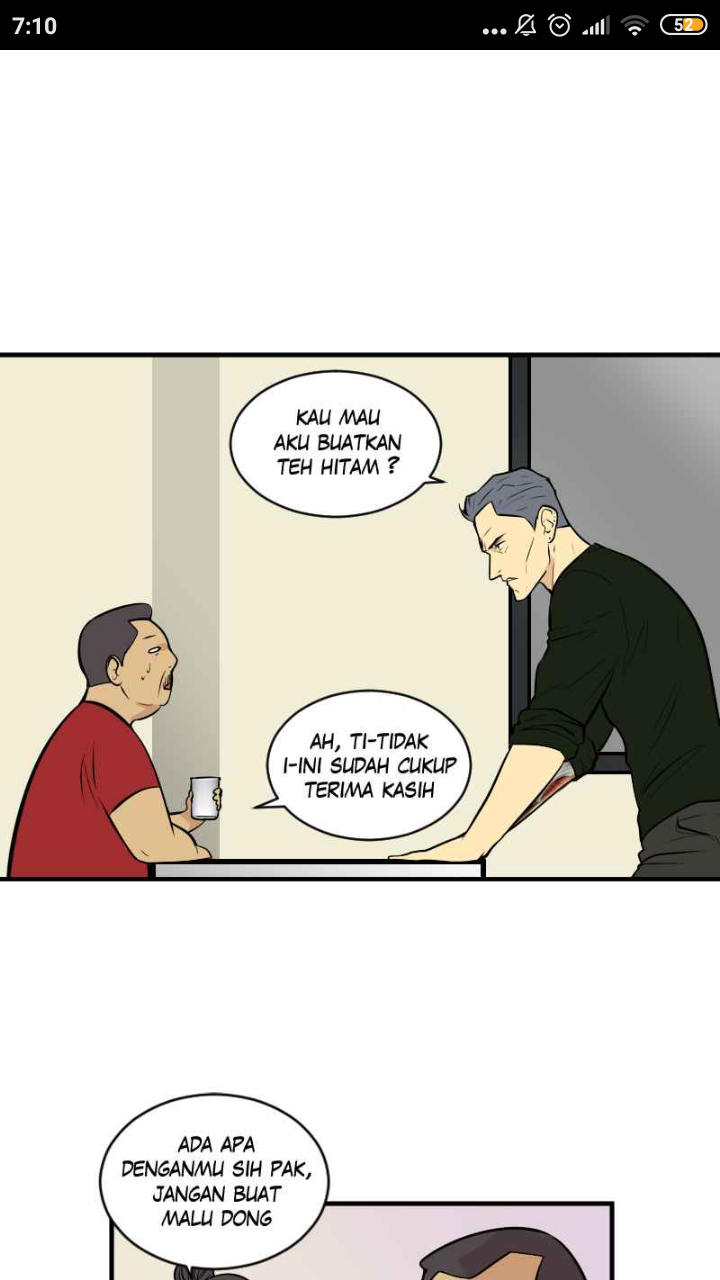 7:10
52
KAU MAU
AKU BUATKAN
TEH HITAM ?
AH, TI-TIDAK
I-INI SUDAH CUKUP
TERIMA KASIH
ADA APA
DENGANMU SIH PAK,
JANGAN BUAT
MALU DONG